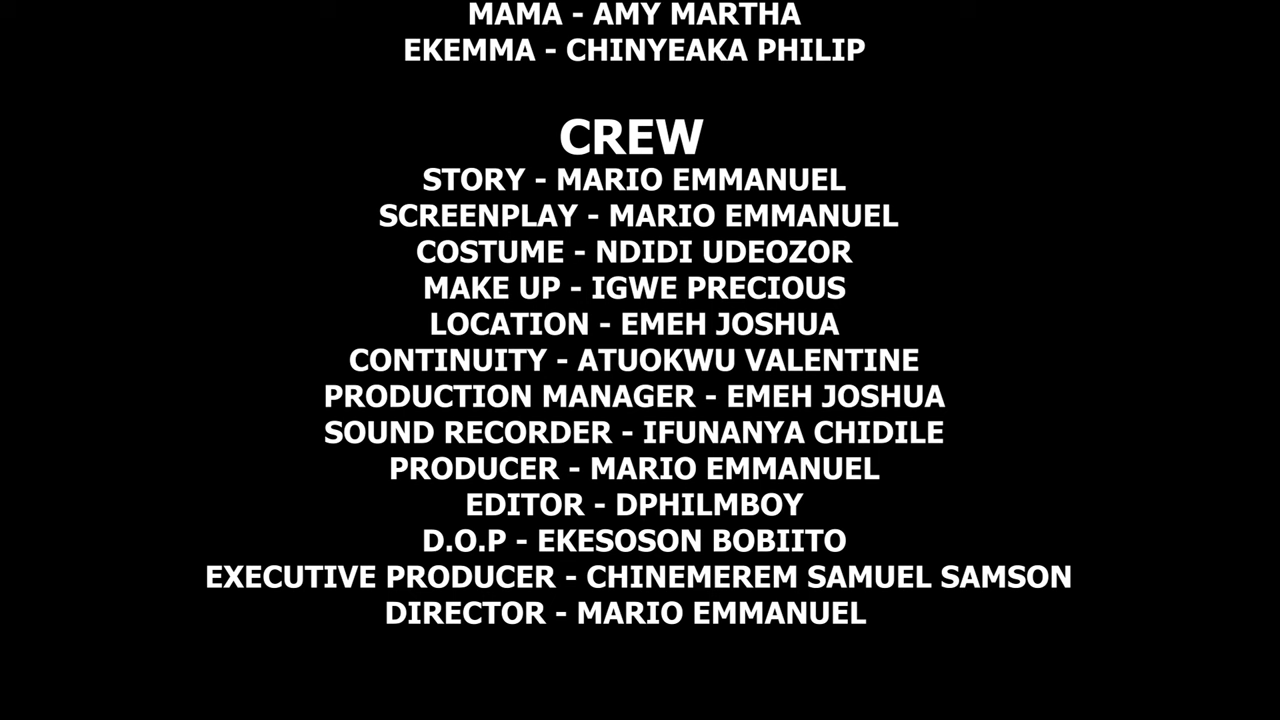 MAMA - AMY MARTHA
EKEMMA - CHINYEAKA PHILIP
CREW
STORY - MARIO EMMANUEL
SCREENPLAY - MARIO EMMANUEL
COSTUME - NDIDI UDEOZOR
MAKE UP - IGWE PRECIOUS
LOCATION - EMEH JOSHUA
CONTINUITY - ATUOKWU VALENTINE
PRODUCTION MANAGER - EMEH JOSHUA
SOUND RECORDER - IFUNANYA CHIDILE
PRODUCER - MARIO EMMANUEL
EDITOR - DPHILMBOY
D.O.P - EKESOSON BOBIITO
EXECUTIVE PRODUCER - CHINEMEREM SAMUEL SAMSON
DIRECTOR - MARIO EMMANUEL